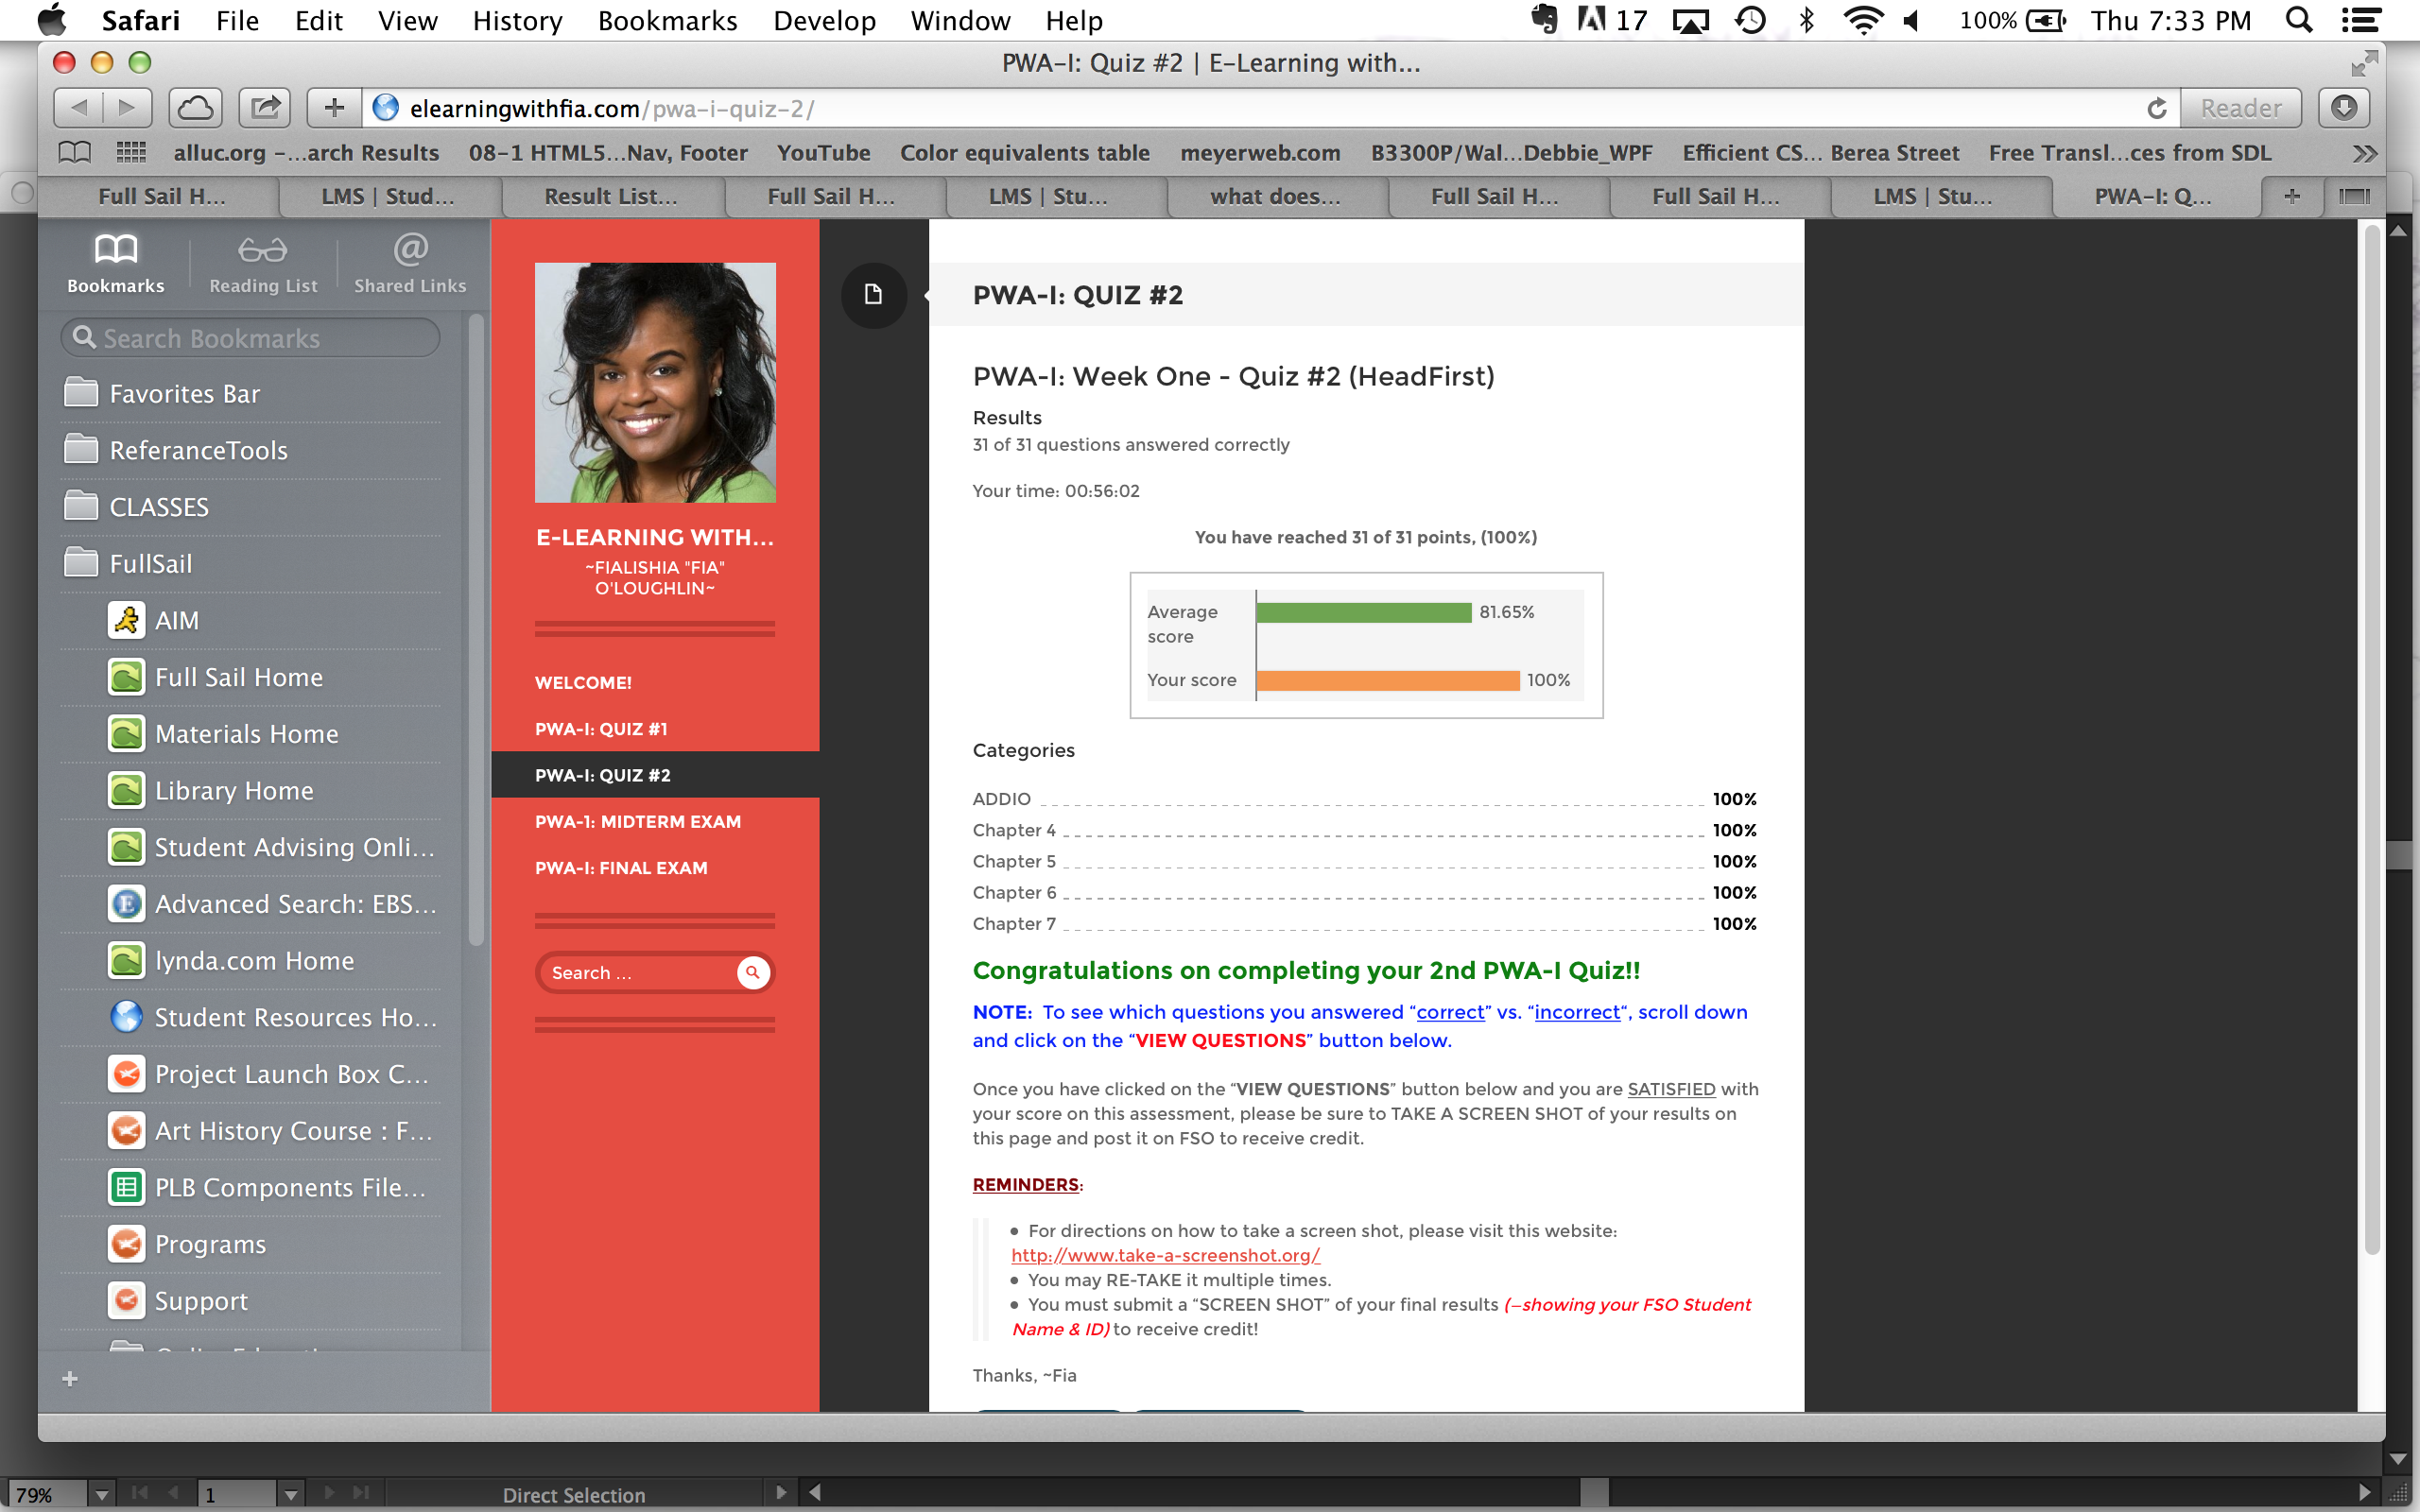 Safari File Edit View History Bookmarks Develop Window Help 17 100% Thu 7:33 PM
PWA-I: Quiz #2 | E-Learning with...
elearningwithfia.com/pwa-i-quiz-2/ Reader
alluc.org -...arch Results 08-1 HTML5...Nav, Footer YouTube Color equivalents table meyerweb.com B3300P/Wal...Debbie_WPF Efficient CS... Berea Street Free Transl...ces from SDL
Full Sail H... LMS | Stud... Result List... Full Sail H... LMS | Stu... what does... Full Sail H... Full Sail H... LMS | Stu... PWA-I: Q...
Bookmarks Reading List Shared Links
Search Bookmarks
Favorites Bar
ReferanceTools
CLASSES
FullSail
AIM
Full Sail Home
Materials Home
Library Home
Student Advising Onli...
Advanced Search: EBS...
lynda.com Home
Student Resources Ho...
Project Launch Box C...
Art History Course : F...
PLB Components File...
Programs
Support
E-LEARNING WITH...
~FIALISHIA "FIA"
O'LOUGHLIN~
WELCOME!
PWA-I: QUIZ #1
PWA-I: QUIZ #2
PWA-1: MIDTERM EXAM
PWA-I: FINAL EXAM
Search ...
PWA-I: QUIZ #2
PWA-I: Week One - Quiz #2 (HeadFirst)
Results
31 of 31 questions answered correctly
Your time: 00:56:02
You have reached 31 of 31 points, (100%)
Average
score 81.65%
Your score 100%
Categories
ADDIO 100%
Chapter 4 100%
Chapter 5 100%
Chapter 6 100%
Chapter 7 100%
Congratulations on completing your 2nd PWA-I Quiz!!
NOTE: To see which questions you answered “correct” vs. “incorrect“, scroll down
and click on the “VIEW QUESTIONS” button below.
Once you have clicked on the “VIEW QUESTIONS” button below and you are SATISFIED with
your score on this assessment, please be sure to TAKE A SCREEN SHOT of your results on
this page and post it on FSO to receive credit.
REMINDERS:
• For directions on how to take a screen shot, please visit this website:
http://www.take-a-screenshot.org/
• You may RE-TAKE it multiple times.
• You must submit a “SCREEN SHOT” of your final results (–showing your FSO Student
Name & ID) to receive credit!
Thanks, ~Fia
79% 1 Direct Selection